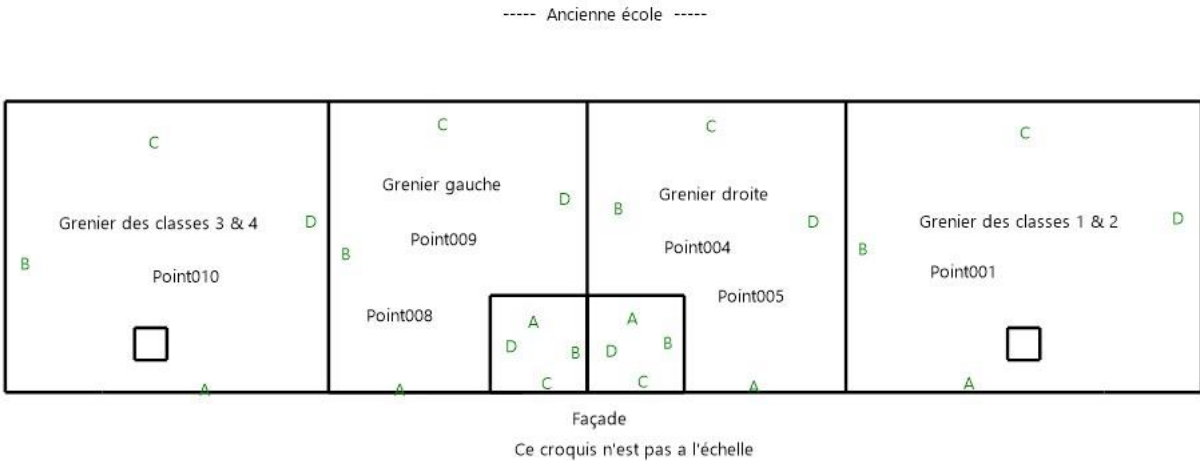 ----- Ancienne école -----
C
C
C
C
Grenier gauche
D
Grenier droite
B
D
Grenier des classes 3 & 4
D
Grenier des classes 1 & 2
D
Point009
Point004
B
B
B
Point010
Point001
Point005
Point008
A
A
D
B
D
B
C
C
A
A
A
A
Façade
Ce croquis n'est pas a l'échelle